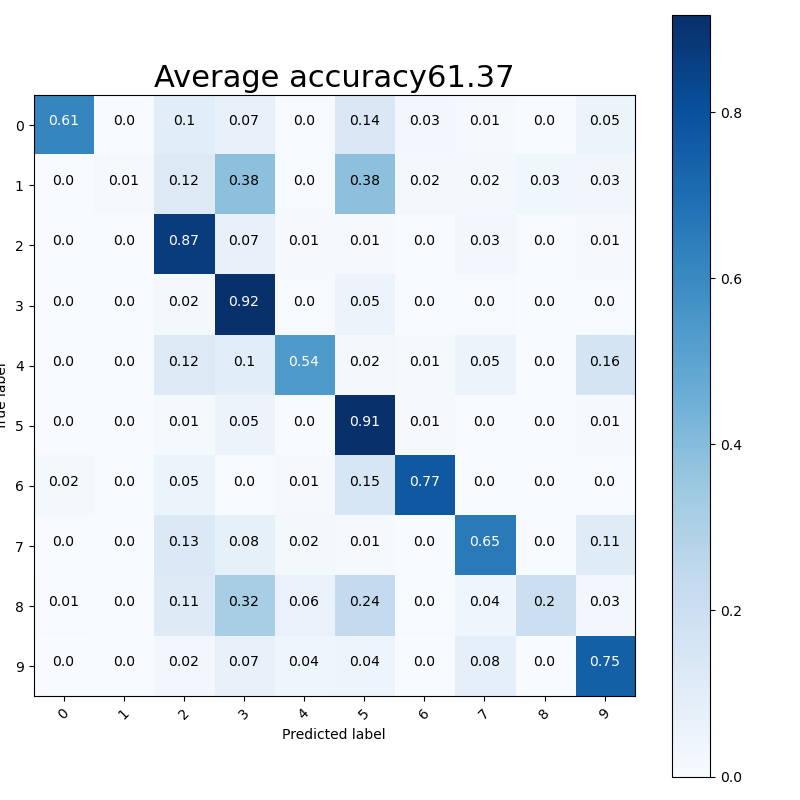 Average accuracy61.37
0 0.61 0.0 0.1 0.07 0.0 0.14 0.03 0.01 0.0 0.05
1 0.0 0.01 0.12 0.38 0.0 0.38 0.02 0.02 0.03 0.03
2 0.0 0.0 0.87 0.07 0.01 0.01 0.0 0.03 0.0 0.01
3 0.0 0.0 0.02 0.92 0.0 0.05 0.0 0.0 0.0 0.0
4 0.0 0.0 0.12 0.1 0.54 0.02 0.01 0.05 0.0 0.16
5 0.0 0.0 0.01 0.05 0.0 0.91 0.01 0.0 0.0 0.01
6 0.02 0.0 0.05 0.0 0.01 0.15 0.77 0.0 0.0 0.0
7 0.0 0.0 0.13 0.08 0.02 0.01 0.0 0.65 0.0 0.11
8 0.01 0.0 0.11 0.32 0.06 0.24 0.0 0.04 0.2 0.03
9 0.0 0.0 0.02 0.07 0.04 0.04 0.0 0.08 0.0 0.75
0 1 2 3 4 5 6 7 8 9
Predicted label
label
0.8
0.6
0.4
0.2
0.0